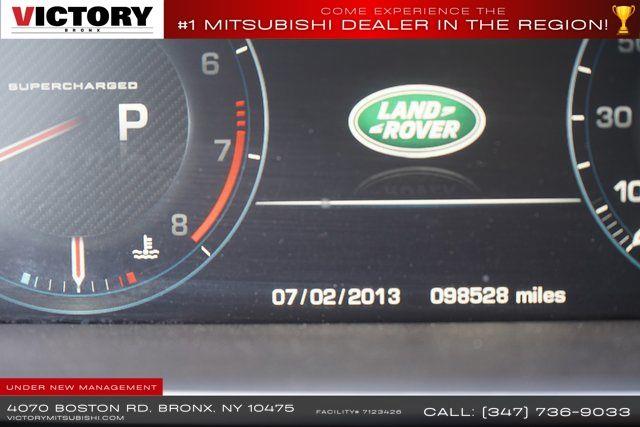 VICTORY
BRONX
COME EXPERIENCE THE
#1 MITSUBISHI DEALER IN THE REGION!
SUPERCHARGED
P
6
7
8
LAND
ROVER
30
07/02/2013 098528 miles
UNDER NEW MANAGEMENT
4070 BOSTON RD, BRONX, NY 10475
VICTORYMITSUBISHI.COM
FACILITY# 7123426
CALL: (347) 736-9033